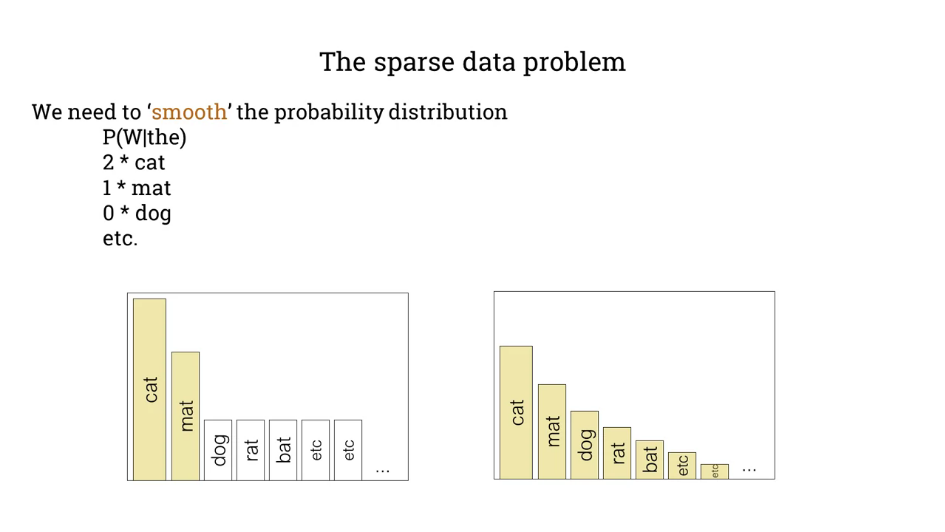 The sparse data problem
We need to ‘smooth’ the probability distribution
P(W|the)
2 * cat
1 * mat
0 * dog
etc.
cat
mat
dog
rat
bat
etc
etc
...
cat
mat
dog
rat
bat
etc
etc
...